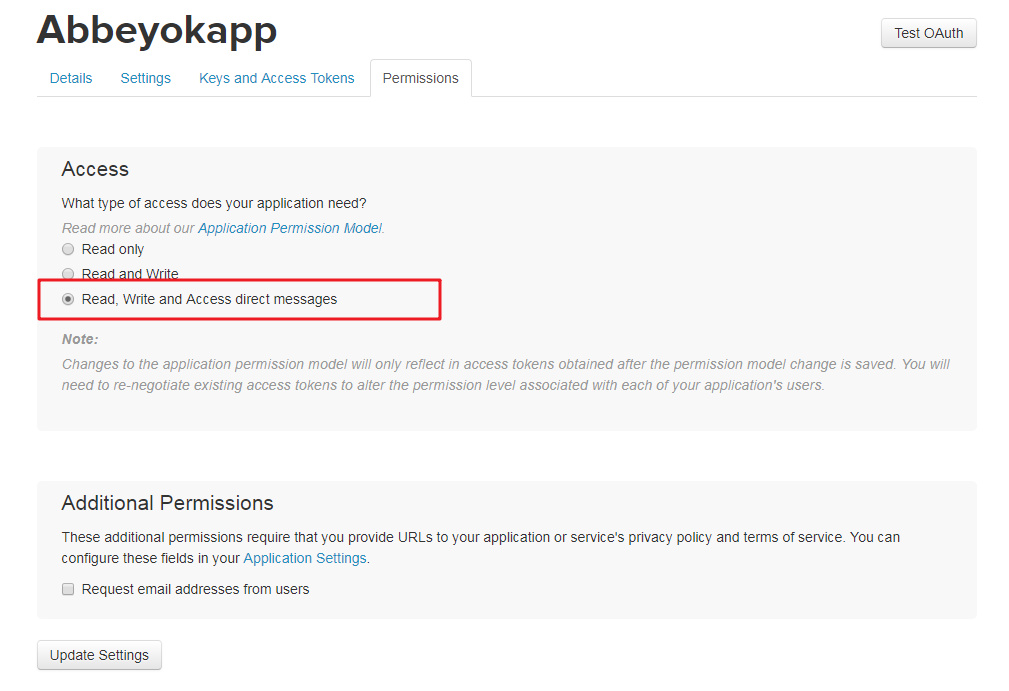 Abbeyokapp
Test OAuth
Details Settings Keys and Access Tokens Permissions
Access
What type of access does your application need?
Read more about our Application Permission Model.
Read only
Read and Write
Read, Write and Access direct messages
Note:
Changes to the application permission model will only reflect in access tokens obtained after the permission model change is saved. You will
need to re-negotiate existing access tokens to alter the permission level associated with each of your application's users.
Additional Permissions
These additional permissions require that you provide URLs to your application or service's privacy policy and terms of service. You can
configure these fields in your Application Settings.
Request email addresses from users
Update Settings